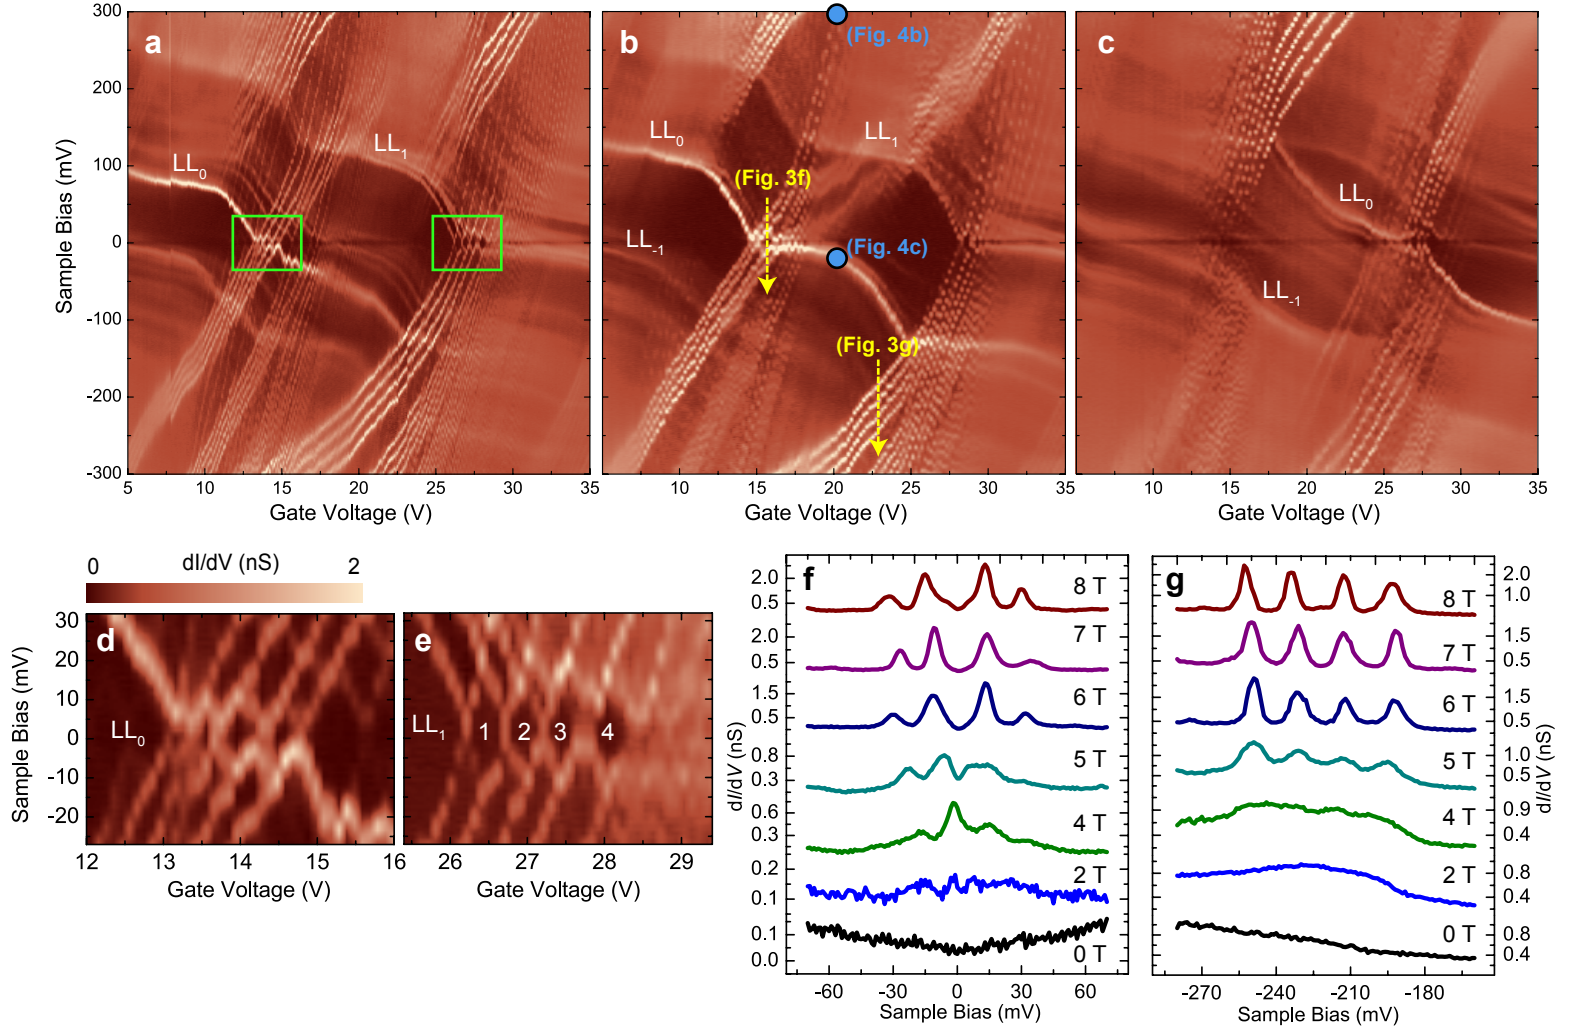 a
LL0
LL1
300
200
100
0
-100
-200
-300
Sample Bias (mV)
5 10 15 20 25 30 35
Gate Voltage (V)
b
(Fig. 4b)
LL0
LL1
(Fig. 3f)
LL-1
(Fig. 4c)
(Fig. 3g)
10 15 20 25 30 35
Gate Voltage (V)
c
LL0
LL-1
10 15 20 25 30 35
Gate Voltage (V)
0 dI/dV (nS) 2
d
LL0
30
20
10
0
-10
-20
Sample Bias (mV)
12 13 14 15 16
Gate Voltage (V)
e
LL1 1 2 3 4
26 27 28 29
Gate Voltage (V)
f
8 T
7 T
6 T
5 T
4 T
2 T
0 T
2.0
0.5
2.0
0.5
1.5
0.5
0.8
0.3
0.6
0.3
0.2
0.1
0.1
0.0
dI/dV (nS)
-60 -30 0 30 60
Sample Bias (mV)
g
8 T
7 T
6 T
5 T
4 T
2 T
0 T
2.0
1.0
1.5
0.5
1.5
0.5
1.0
0.5
0.9
0.4
0.8
0.4
0.8
0.4
dI/dV (nS)
-270 -240 -210 -180
Sample Bias (mV)